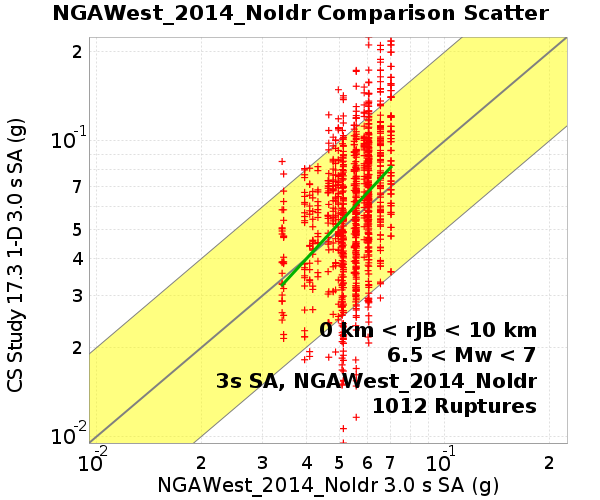 NGAWest_2014_NoIdr Comparison Scatter
CS Study 17.3 1-D 3.0 s SA (g)
2
10-1
7
5
4
3
2
10-2
0 km < rJB < 10 km
6.5 < Mw < 7
3s SA, NGAWest_2014_NoIdr
1012 Ruptures
10-2 2 3 4 5 6 7 10-1 2
NGAWest_2014_NoIdr 3.0 s SA (g)